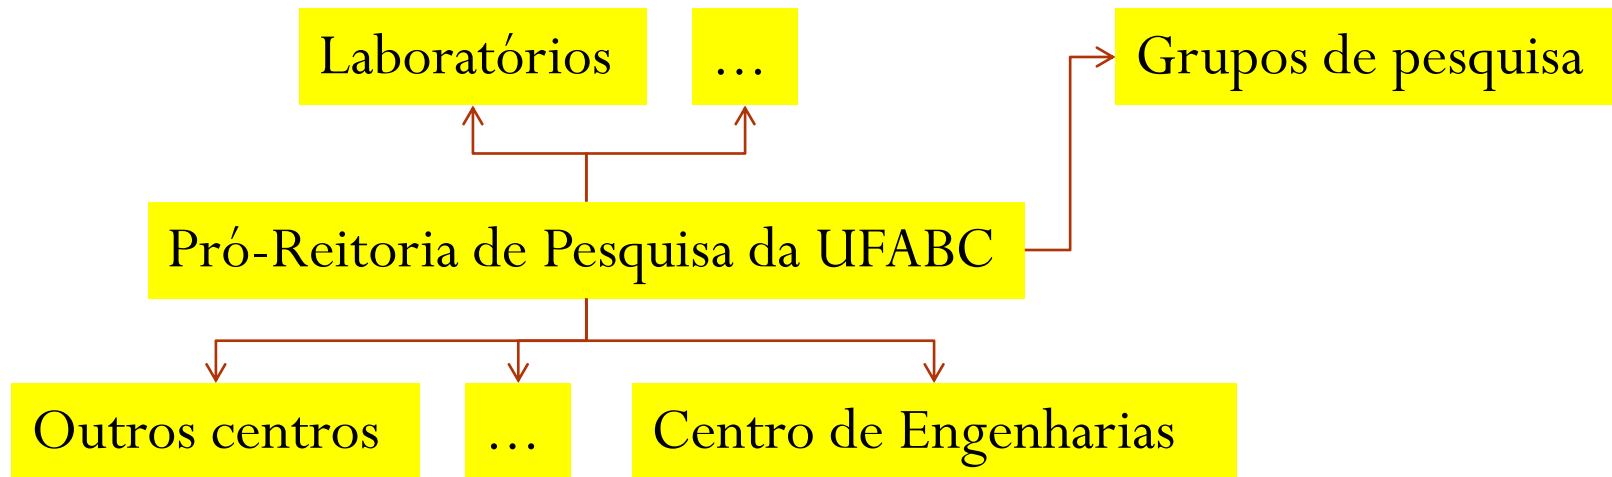 Laboratórios
...
Grupos de pesquisa
Pró-Reitoria de Pesquisa da UFABC
Outros centros
...
Centro de Engenharias